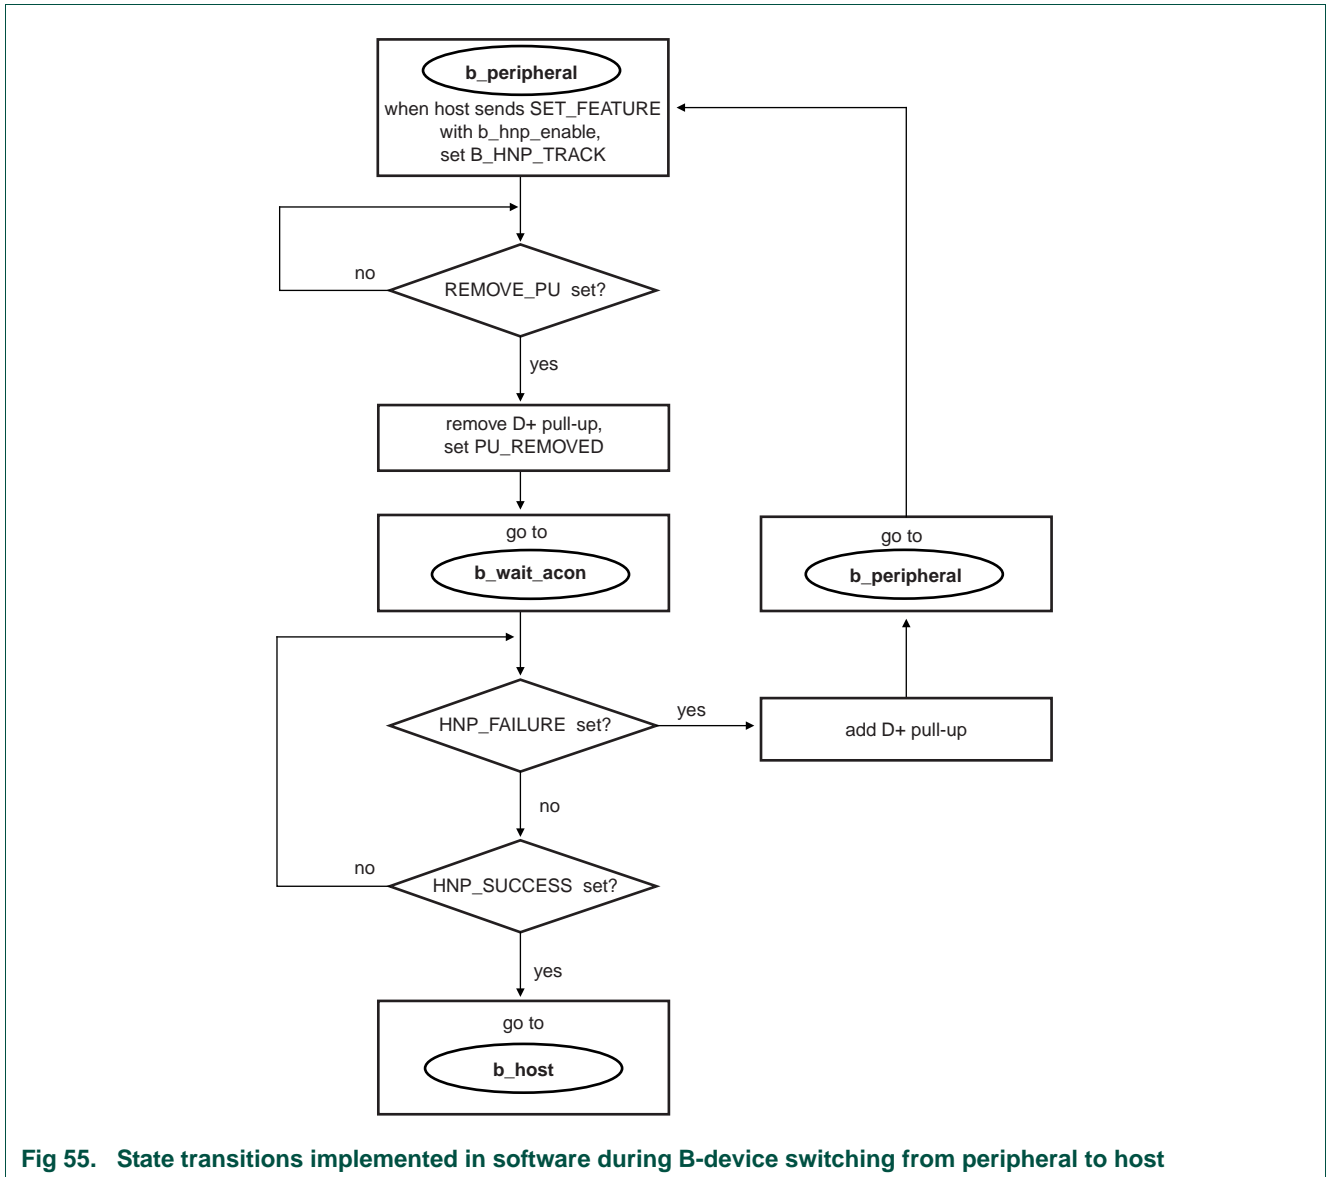 b_peripheral
when host sends SET_FEATURE
with b_hnp_enable,
set B_HNP_TRACK
no
REMOVE_PU set?
yes
remove D+ pull-up,
set PU_REMOVED
go to
b_wait_acon
go to
b_peripheral
HNP_FAILURE set?
yes
add D+ pull-up
no
no
HNP_SUCCESS set?
yes
go to
b_host
Fig 55. State transitions implemented in software during B-device switching from peripheral to host